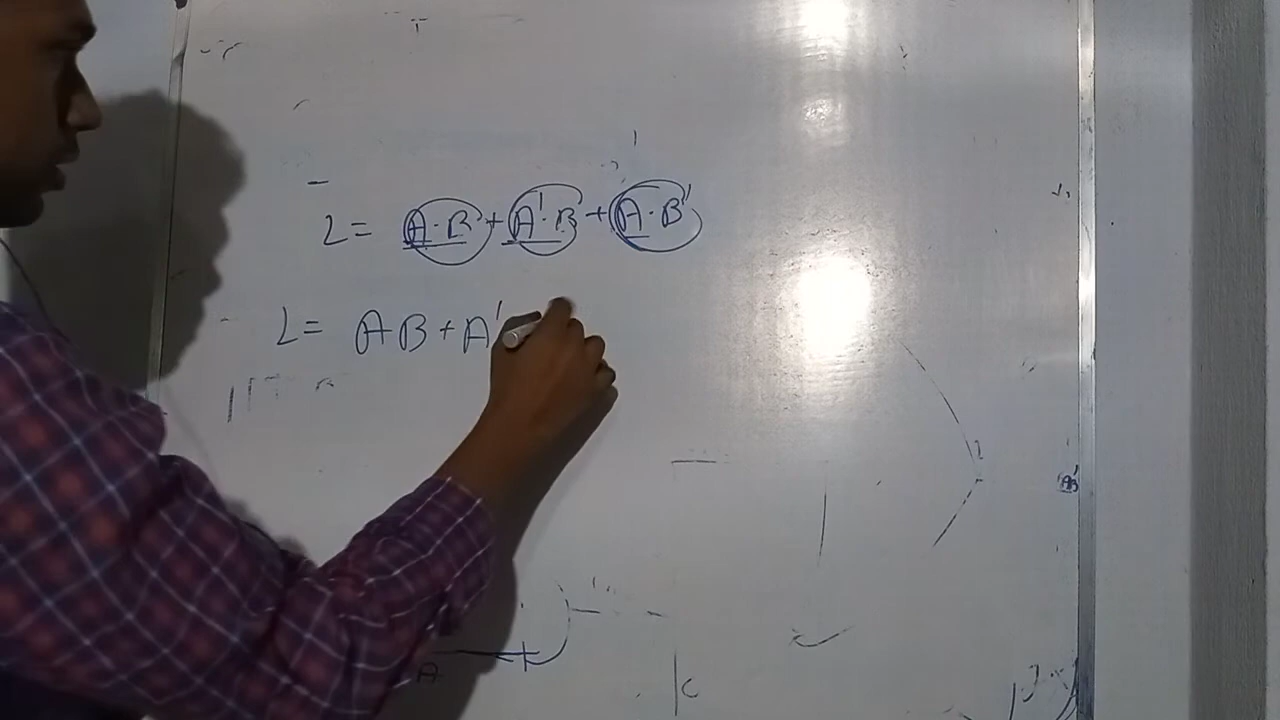 L = A·B + A'·B + A·B'
L = AB + A'
A
C